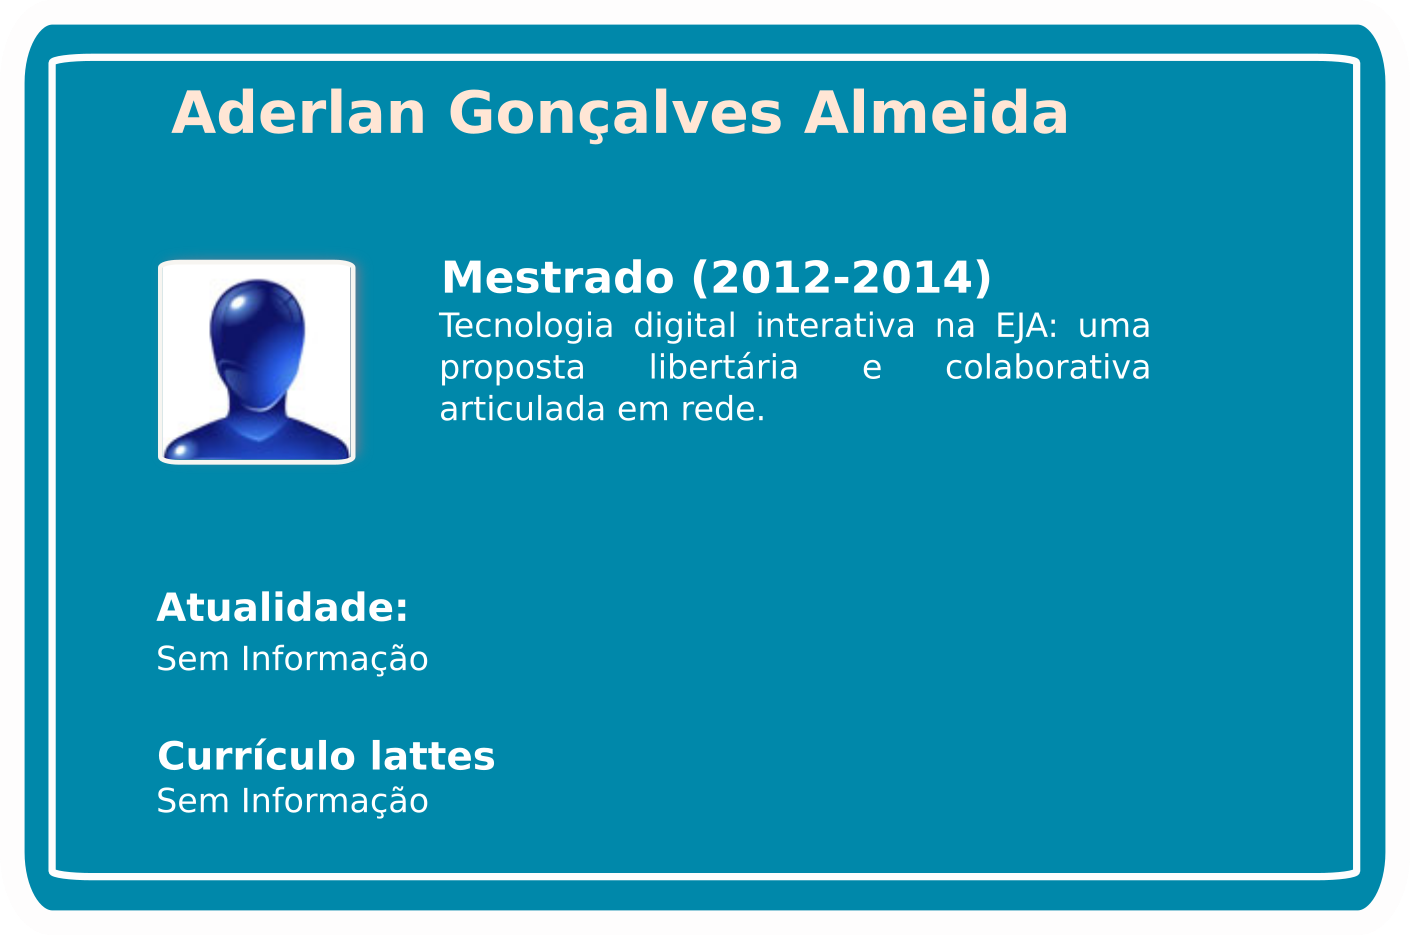 Aderlan Gonçalves Almeida
Mestrado (2012-2014)
Tecnologia digital interativa na EJA: uma
proposta libertária e colaborativa
articulada em rede.
Atualidade:
Sem Informação
Currículo lattes
Sem Informação